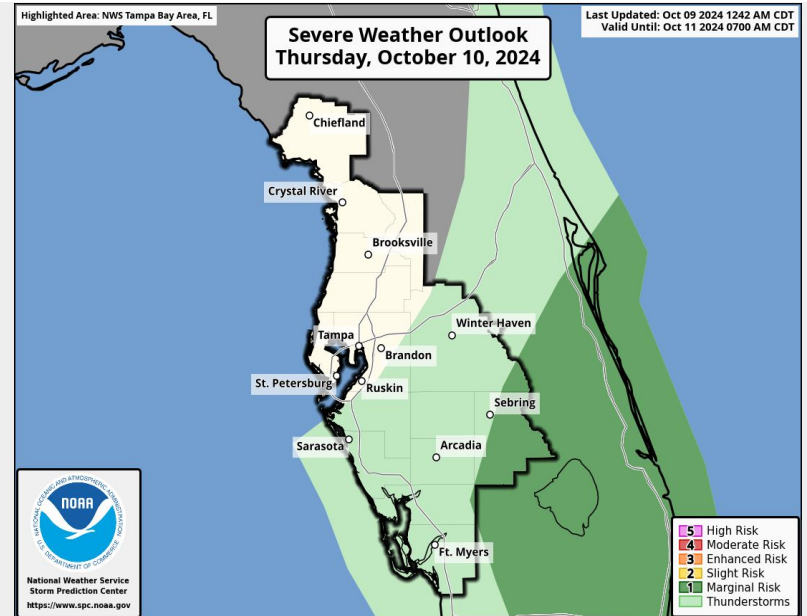 Highlighted Area: NWS Tampa Bay Area, FL
Severe Weather Outlook
Thursday, October 10, 2024
Last Updated: Oct 09 2024 1242 AM CDT
Valid Until: Oct 11 2024 0700 AM CDT
Chiefland
Crystal River
Brooksville
Tampa
Winter Haven
Brandon
St. Petersburg
Ruskin
Sebring
Sarasota
Arcadia
Ft. Myers
NATIONAL OCEANIC AND ATMOSPHERIC ADMINISTRATION
NOAA
U.S. DEPARTMENT OF COMMERCE
National Weather Service
Storm Prediction Center
https://www.spc.noaa.gov
5 High Risk
4 Moderate Risk
3 Enhanced Risk
2 Slight Risk
1 Marginal Risk
Thunderstorms